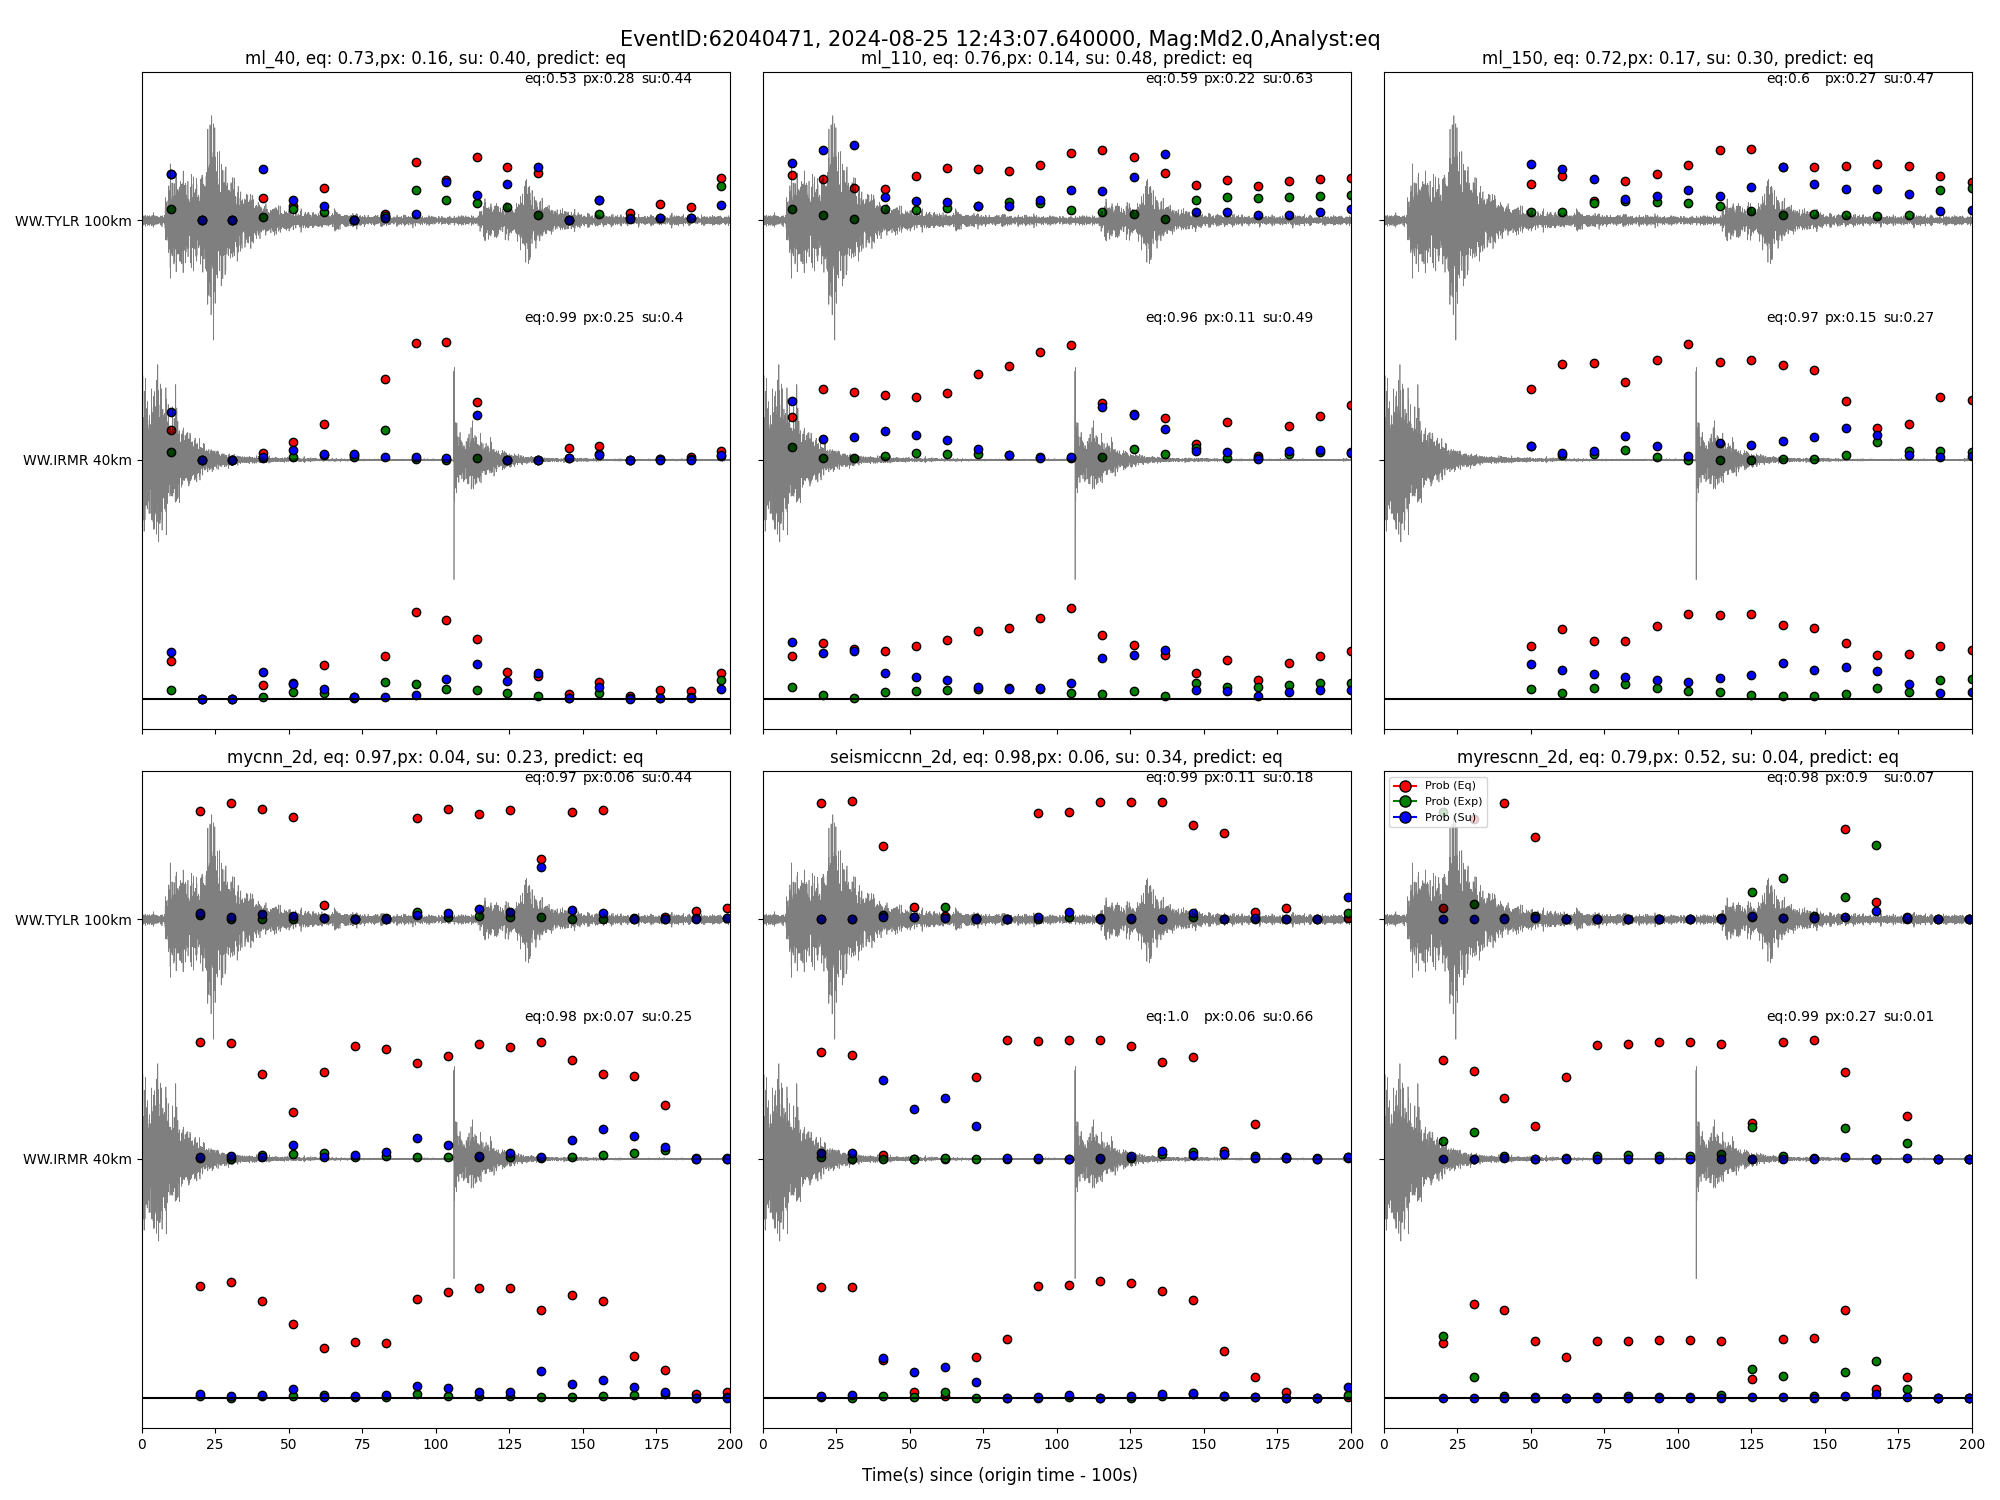 EventID:62040471, 2024-08-25 12:43:07.640000, Mag:Md2.0,Analyst:eq
ml_40, eq: 0.73,px: 0.16, su: 0.40, predict: eq
eq:0.53 px:0.28 su:0.44
WW.TYLR 100km
eq:0.99 px:0.25 su:0.4
WW.IRMR 40km
ml_110, eq: 0.76,px: 0.14, su: 0.48, predict: eq
eq:0.59 px:0.22 su:0.63
eq:0.96 px:0.11 su:0.49
ml_150, eq: 0.72,px: 0.17, su: 0.30, predict: eq
eq:0.6 px:0.27 su:0.47
eq:0.97 px:0.15 su:0.27
mycnn_2d, eq: 0.97,px: 0.04, su: 0.23, predict: eq
eq:0.97 px:0.06 su:0.44
WW.TYLR 100km
eq:0.98 px:0.07 su:0.25
WW.IRMR 40km
0 25 50 75 100 125 150 175 200
seismiccnn_2d, eq: 0.98,px: 0.06, su: 0.34, predict: eq
eq:0.99 px:0.11 su:0.18
eq:1.0 px:0.06 su:0.66
0 25 50 75 100 125 150 175 200
myrescnn_2d, eq: 0.79,px: 0.52, su: 0.04, predict: eq
eq:0.98 px:0.9 su:0.07
Prob (Eq)
Prob (Exp)
Prob (Su)
eq:0.99 px:0.27 su:0.01
0 25 50 75 100 125 150 175 200
Time(s) since (origin time - 100s)